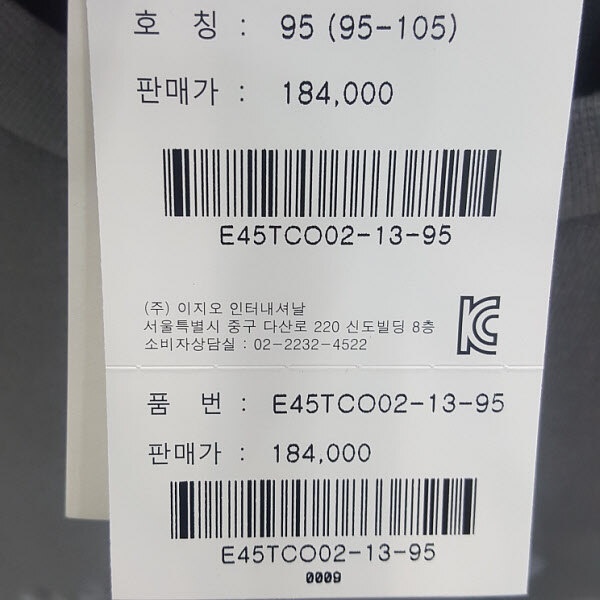 호 칭 : 95 (95-105)
판매가 : 184,000
E45TCO02-13-95
(주) 이지오 인터내셔날
서울특별시 중구 다산로 220 신도빌딩 8층
소비자상담실 : 02-2232-4522
품 번 : E45TCO02-13-95
판매가 : 184,000
E45TCO02-13-95
0009